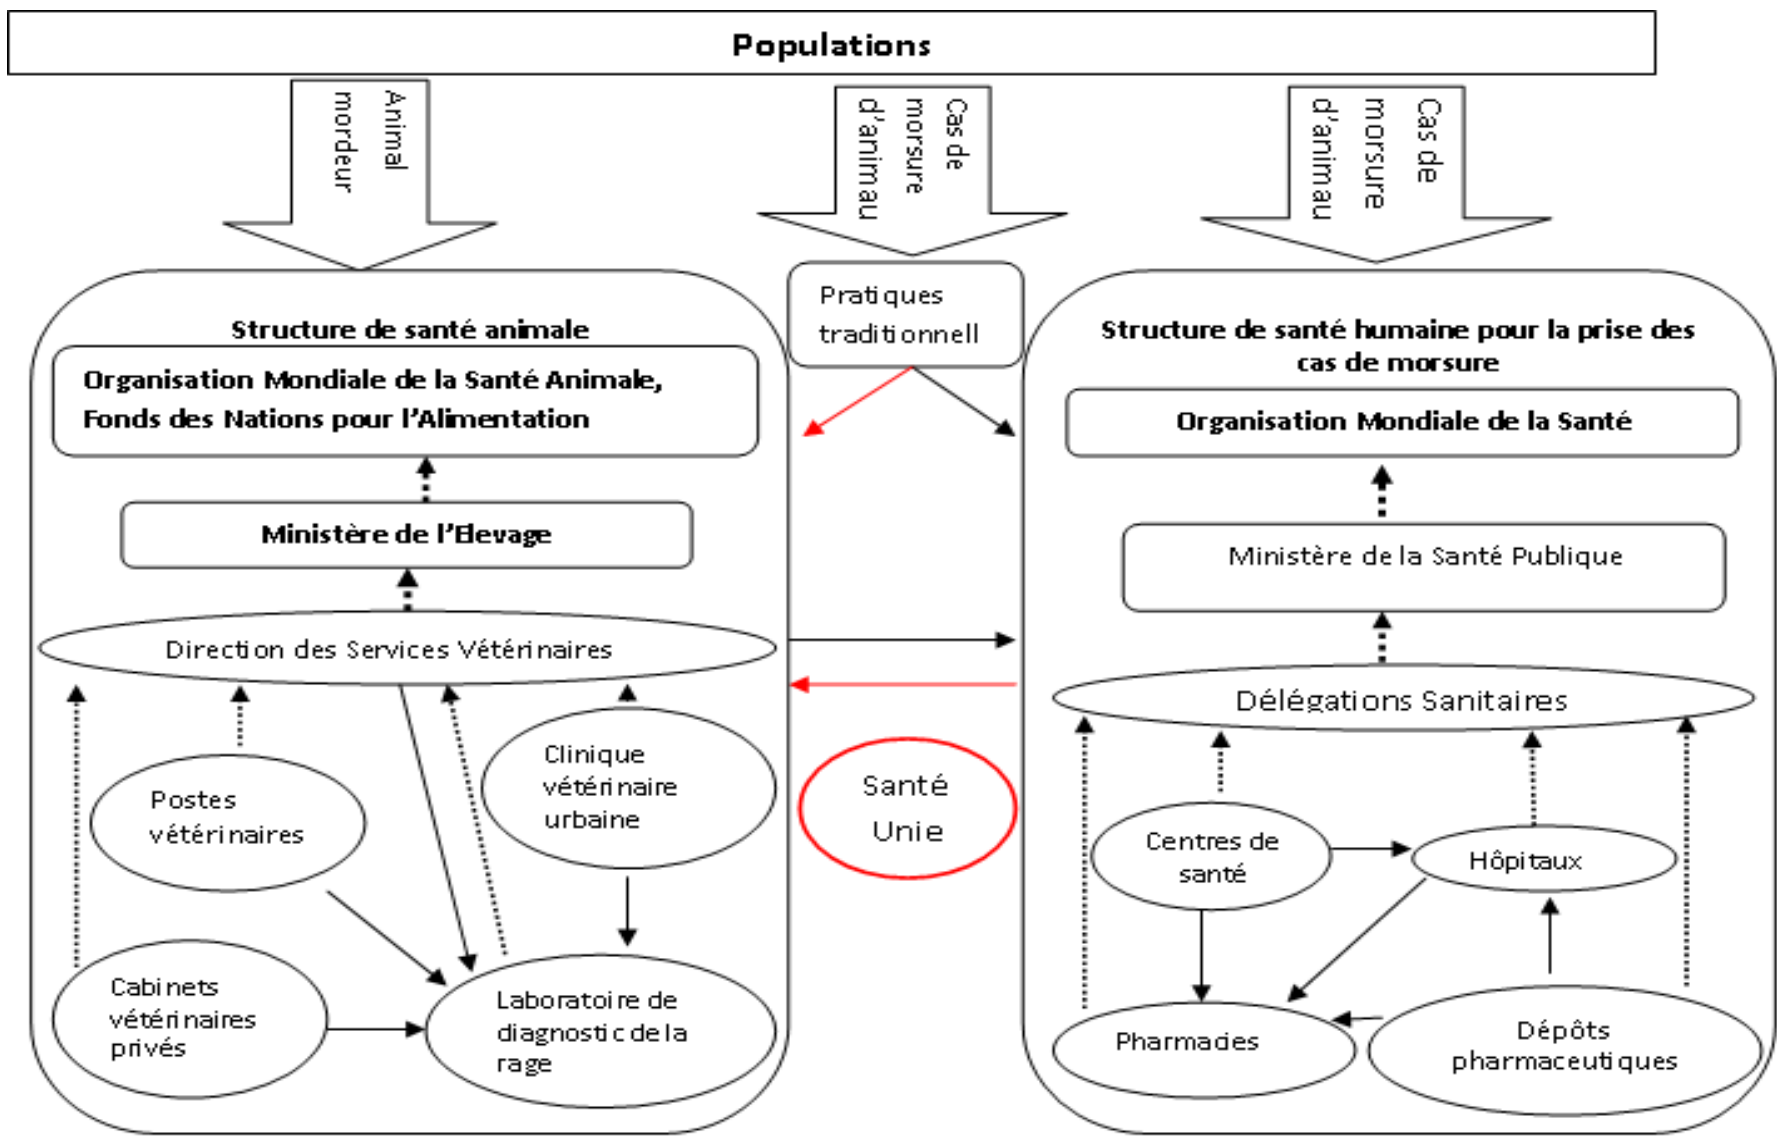 Populations
Animal
mordeur
Cas de
morsure
d'animau
Cas de
morsure
d'animau
Structure de santé animale
Organisation Mondiale de la Santé Animale,
Fonds des Nations pour l'Alimentation
Ministère de l'Elevage
Direction des Services Vétérinaires
Postes
vétérinaires
Clinique
vétérinaire
urbaine
Cabinets
vétérinaires
privés
Laboratoire de
diagnostic de la
rage
Pratiques
traditionnell
Santé
Unie
Structure de santé humaine pour la prise des
cas de morsure
Organisation Mondiale de la Santé
Ministère de la Santé Publique
Délégations Sanitaires
Centres de
santé
Hôpitaux
Pharmacies
Dépôts
pharmaceutiques